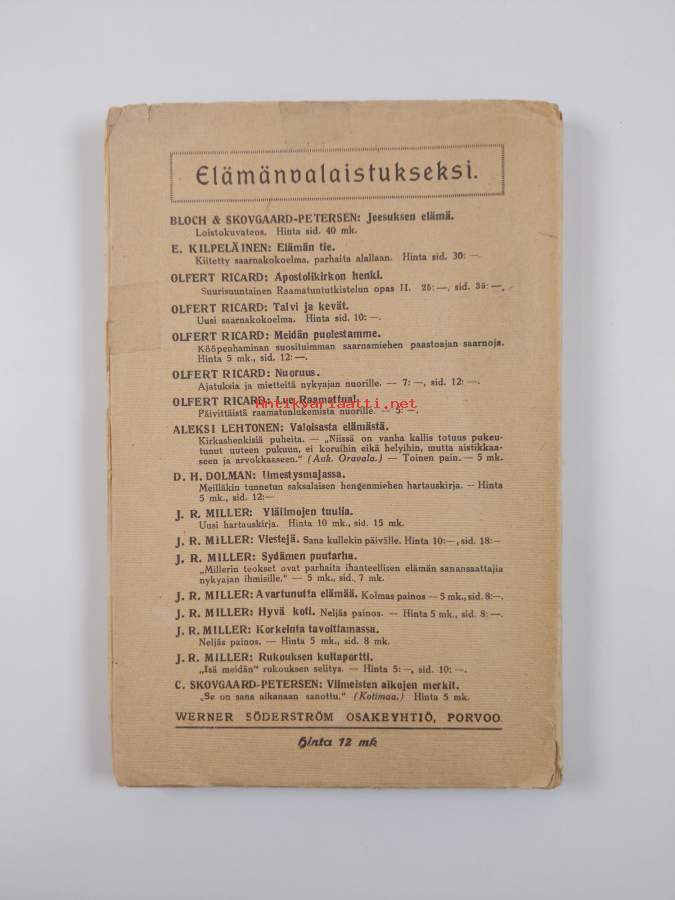 Elämänvalaistukseksi.
BLOCH & SKOVGAARD-PETERSEN: Jeesuksen elämä.
Loistokuvateos. Hinta sid. 40 mk.
E. KILPELÄINEN: Elämän tie.
Kiitetty saarnakokoelma, parhaita alallaan. Hinta sid. 30: —.
OLFERT RICARD: Apostolikirkon henki.
Suurisuuntainen Raamatuntutkistelun opas II. 25: —, sid. 35: —.
OLFERT RICARD: Talvi ja kevät.
Uusi saarnakokoelma. Hinta sid. 10: —.
OLFERT RICARD: Meidän puolestamme.
Kööpenhaminan suosituimman saarnamiehen paastoajan saarnoja.
Hinta 5 mk., sid. 12: —.
OLFERT RICARD: Nuoruus.
Ajatuksia ja mietteitä nykyajan nuorille. — 7: —, sid. 12: —.
OLFERT RICARD: Lue Raamattua!
Antikvariaatti.net
Päivittäistä raamatunlukemista nuorille. — 5: —.
ALEKSI LEHTONEN: Valoisasta elämästä.
Kirkashenkisiä puheita. — „Niissä on vanha kallis totuus pukeu-
tunut uuteen pukuun, ei koruihin eikä helyihin, mutta aistikkaa-
seen ja arvokkaaseen.“ (Auk. Oravala.) — Toinen pain. — 5 mk.
D. H. DOLMAN: Ilmestysmajassa.
Meilläkin tunnetun saksalaisen hengenmiehen hartauskirja. — Hinta
5 mk., sid. 12:—
J. R. MILLER: Yläilmojen tuulia.
Uusi hartauskirja. Hinta 10 mk., sid. 15 mk.
J. R. MILLER: Viestejä. Sana kullekin päivälle. Hinta 10:—, sid. 18:—
J. R. MILLER: Sydämen puutarha.
„Millerin teokset ovat parhaita ihanteellisen elämän sanansaattajia
nykyajan ihmisille.“ — 5 mk., sid. 7 mk.
J. R. MILLER: Avartunutta elämää. Kolmas painos — 5 mk., sid. 8:—.
J. R. MILLER: Hyvä koti. Neljäs painos. — Hinta 5 mk., sid. 8:—.
J. R. MILLER: Korkeinta tavoittamassa.
Neljäs painos. — Hinta 5 mk., sid. 8 mk.
J. R. MILLER: Rukouksen kultaportti.
„Isä meidän“ rukouksen selitys. — Hinta 5: —, sid. 10: —.
C. SKOVGAARD-PETERSEN: Viimeisten aikojen merkit.
„Se on sana aikanaan sanottu.“ (Kotimaa.) Hinta 5 mk.
WERNER SÖDERSTRÖM OSAKEYHTIÖ, PORVOO.
Hinta 12 mk